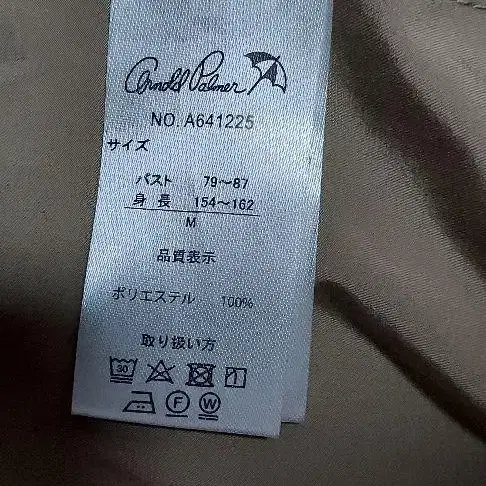 Arnold Palmer
NO. A641225
サイズ
バスト 79～87
身長 154～162
M
品質表示
ポリエステル 100%
取り扱い方
30
F W